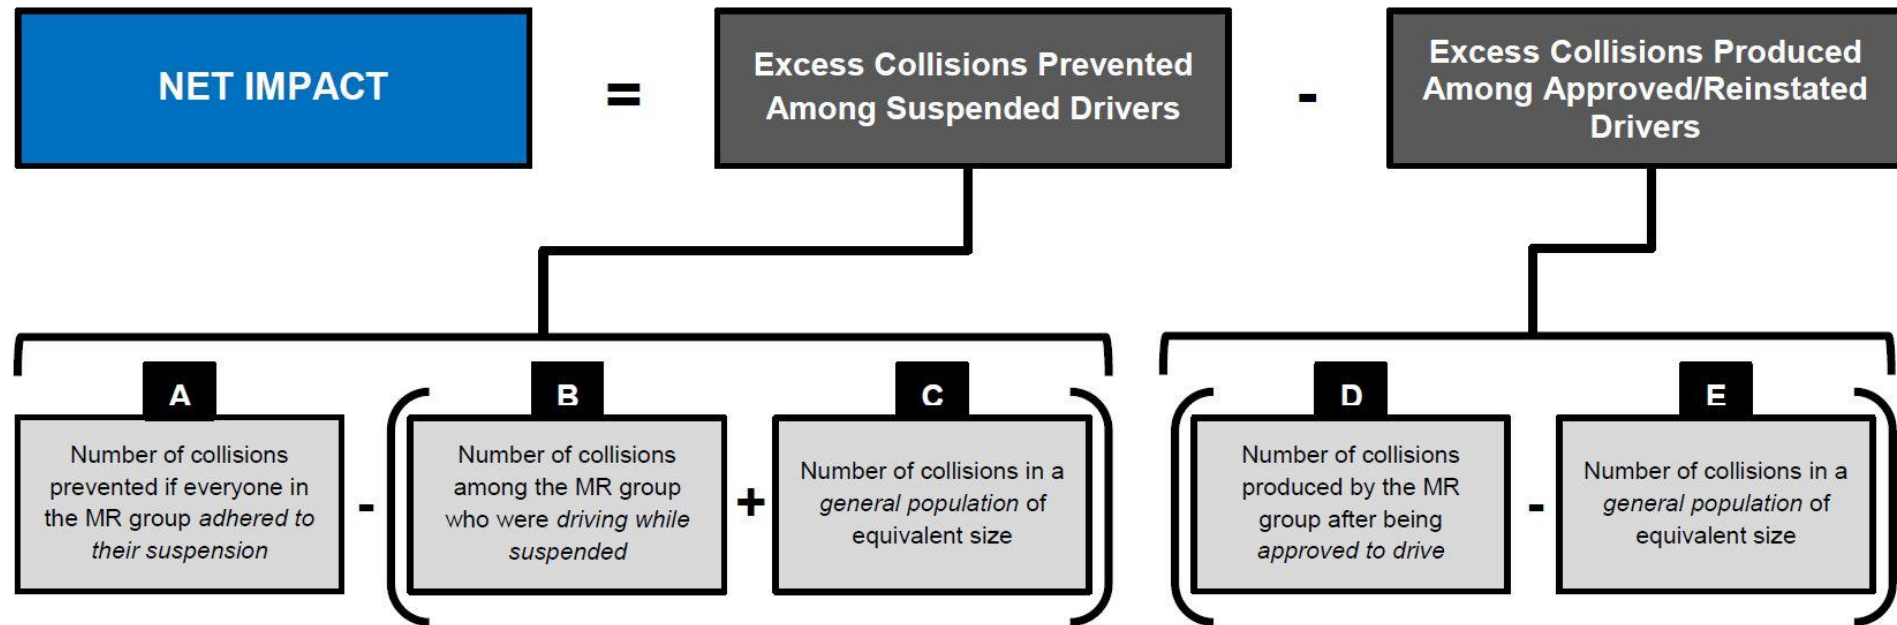 NET IMPACT
=
Excess Collisions Prevented
Among Suspended Drivers
-
Excess Collisions Produced
Among Approved/Reinstated
Drivers
A
Number of collisions
prevented if everyone in
the MR group adhered to
their suspension
-
(
B
Number of collisions
among the MR group
who were driving while
suspended
+
C
Number of collisions in a
general population of
equivalent size
)
(
D
Number of collisions
produced by the MR
group after being
approved to drive
-
E
Number of collisions in a
general population of
equivalent size
)